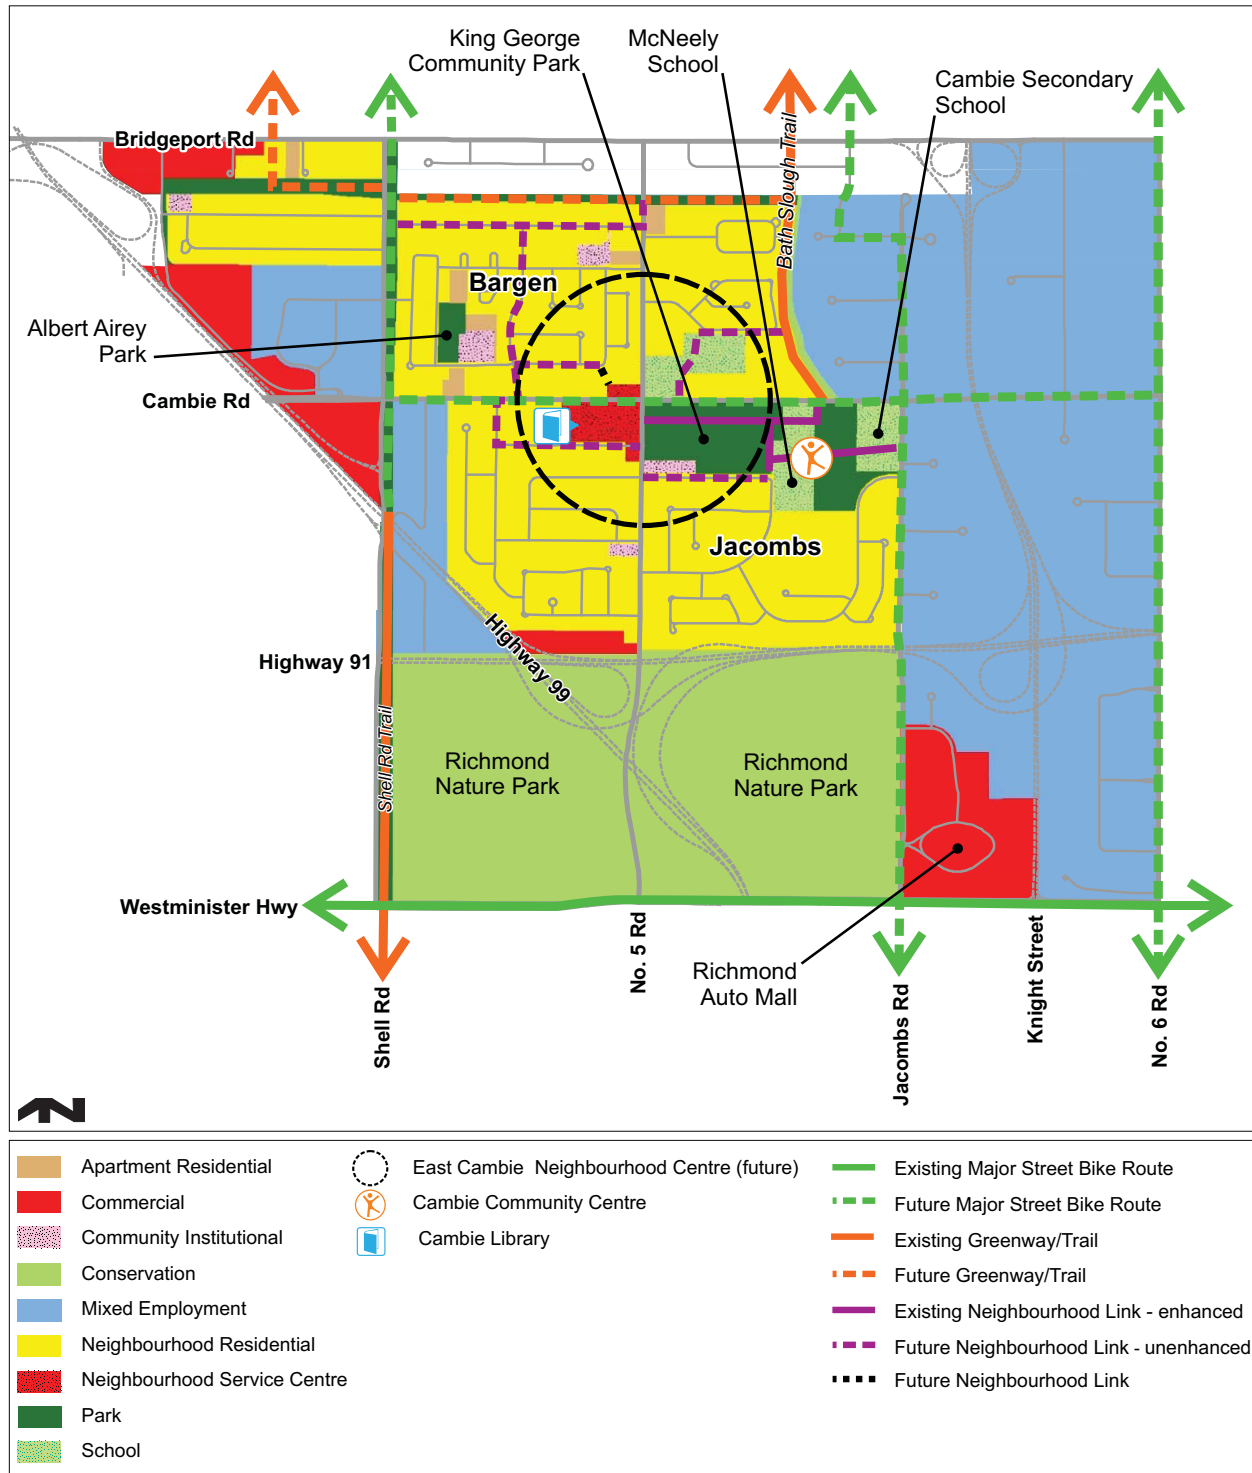 King George
Community Park
McNeely
School
Cambie Secondary
School
Bridgeport Rd
Bath Slough Trail
Bargen
Albert Airey
Park
Cambie Rd
Jacombs
Highway 91
Highway 99
Shell Rd Trail
Richmond
Nature Park
Richmond
Nature Park
Westminister Hwy
No. 5 Rd
Richmond
Auto Mall
Shell Rd
Jacombs Rd
Knight Street
No. 6 Rd
Apartment Residential
Commercial
Community Institutional
Conservation
Mixed Employment
Neighbourhood Residential
Neighbourhood Service Centre
Park
School
East Cambie Neighbourhood Centre (future)
Cambie Community Centre
Cambie Library
Existing Major Street Bike Route
Future Major Street Bike Route
Existing Greenway/Trail
Future Greenway/Trail
Existing Neighbourhood Link - enhanced
Future Neighbourhood Link - unenhanced
Future Neighbourhood Link